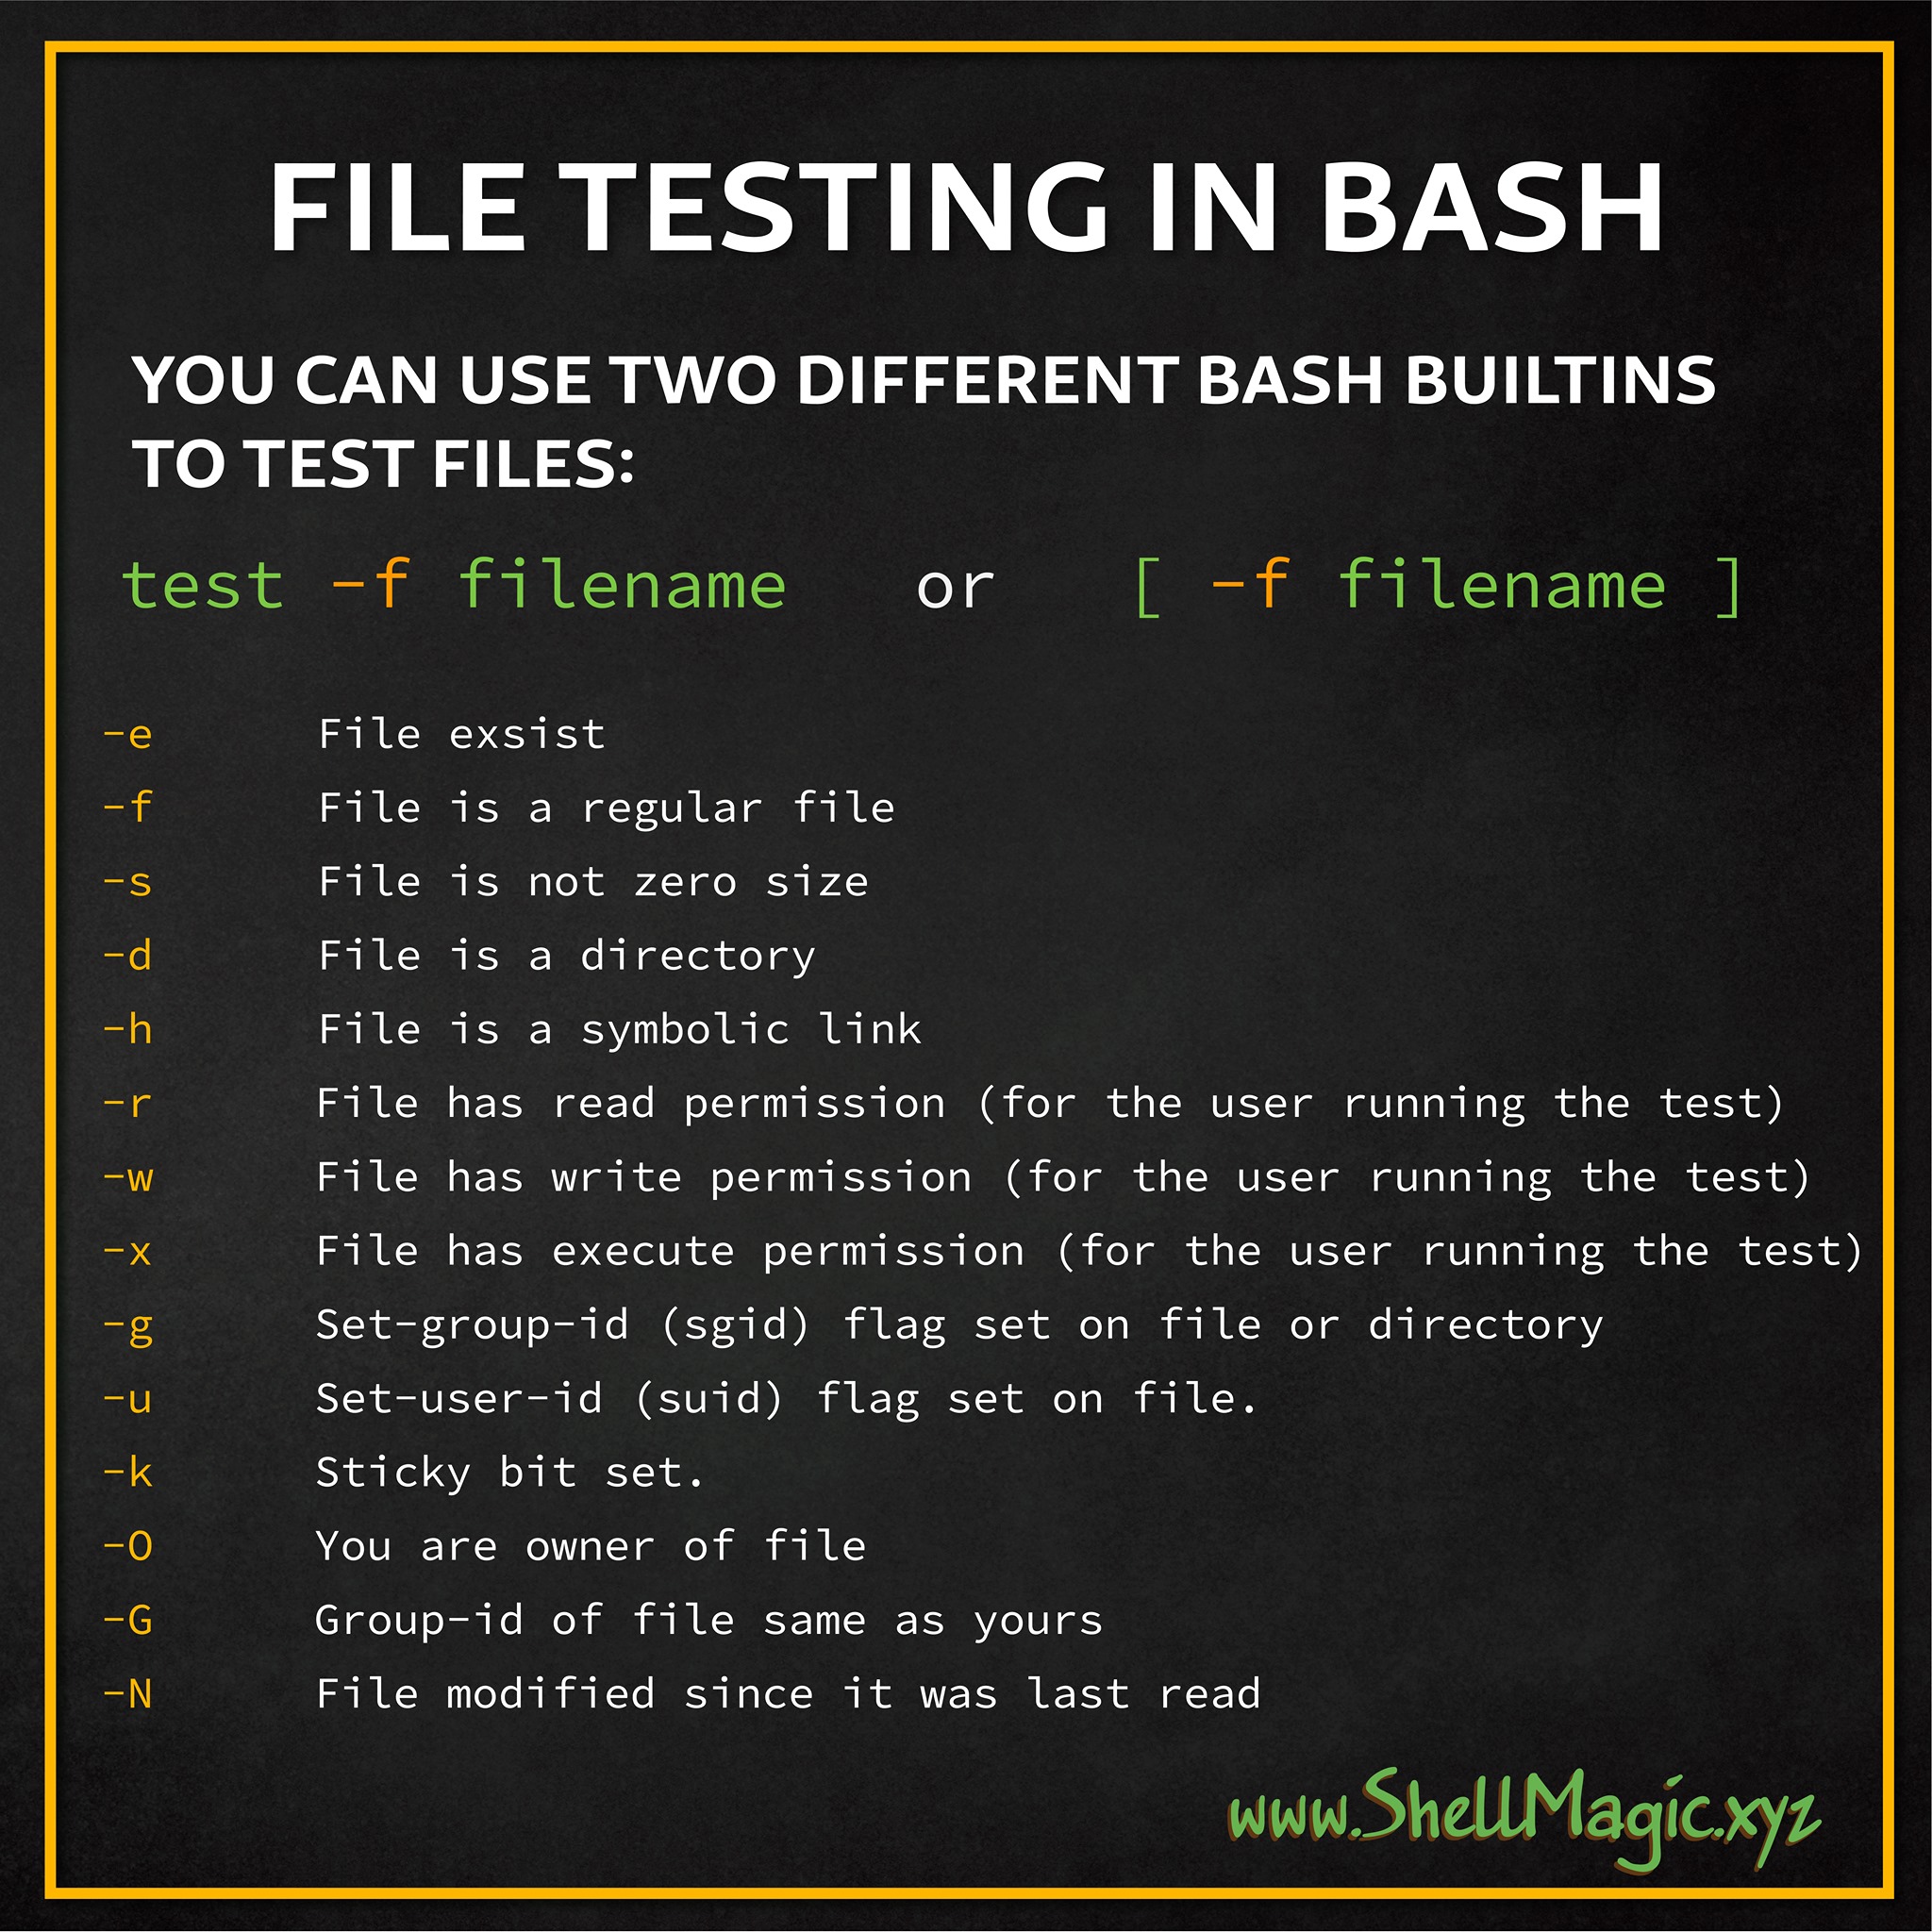 FILE TESTING IN BASH
YOU CAN USE TWO DIFFERENT BASH BUILTINS
TO TEST FILES:
test -f filename or [ -f filename ]
-e File exsist
-f File is a regular file
-s File is not zero size
-d File is a directory
-h File is a symbolic link
-r File has read permission (for the user running the test)
-w File has write permission (for the user running the test)
-x File has execute permission (for the user running the test)
-g Set-group-id (sgid) flag set on file or directory
-u Set-user-id (suid) flag set on file.
-k Sticky bit set.
-O You are owner of file
-G Group-id of file same as yours
-N File modified since it was last read
www.ShellMagic.xyz